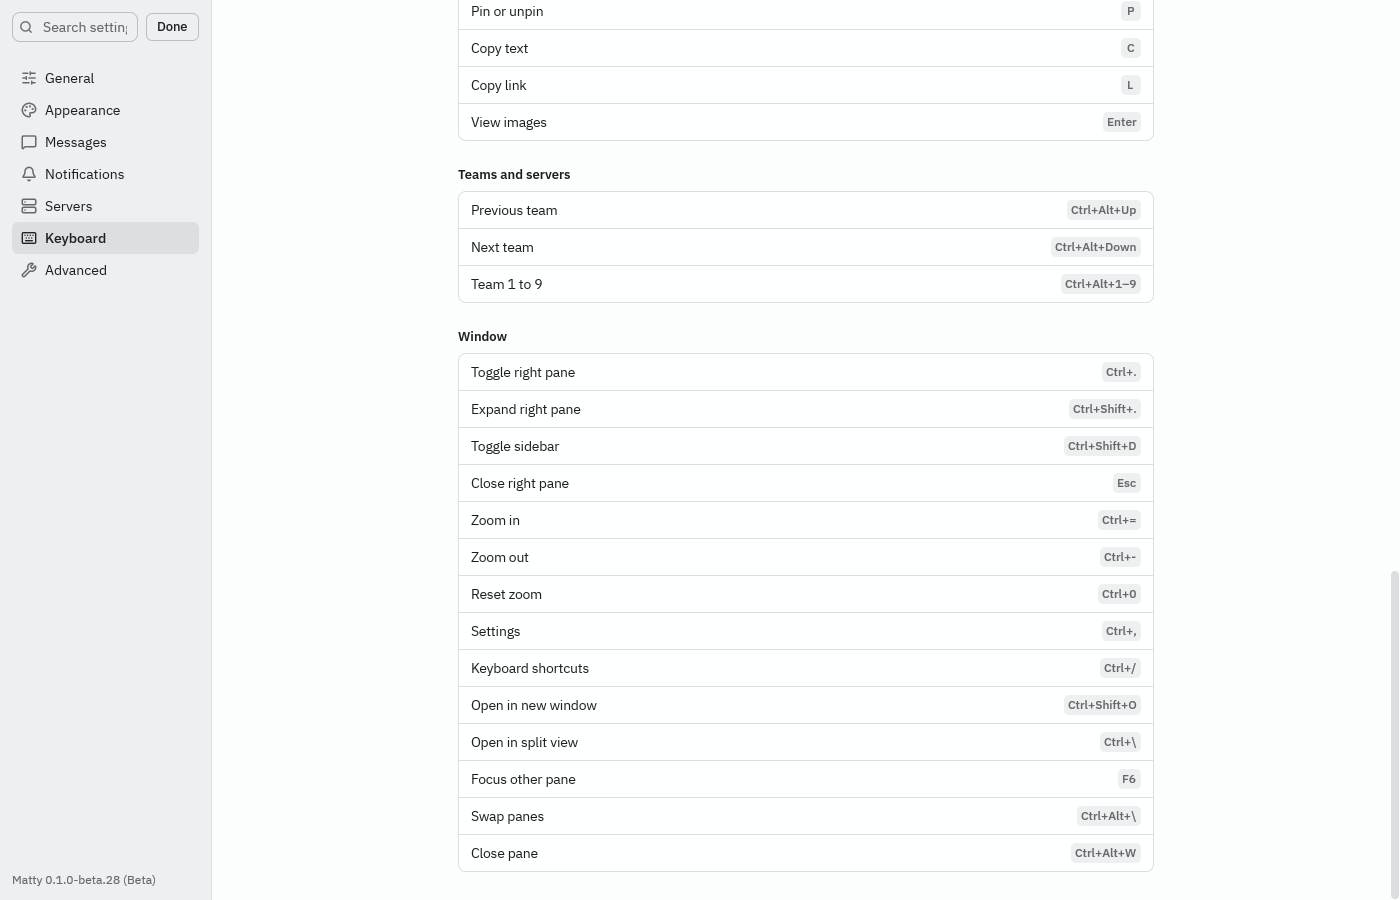 Search setting
Done
General
Appearance
Messages
Notifications
Servers
Keyboard
Advanced
Matty 0.1.0-beta.28 (Beta)
Pin or unpin P
Copy text C
Copy link L
View images Enter
Teams and servers
Previous team Ctrl+Alt+Up
Next team Ctrl+Alt+Down
Team 1 to 9 Ctrl+Alt+1–9
Window
Toggle right pane Ctrl+.
Expand right pane Ctrl+Shift+.
Toggle sidebar Ctrl+Shift+D
Close right pane Esc
Zoom in Ctrl+=
Zoom out Ctrl+-
Reset zoom Ctrl+0
Settings Ctrl+,
Keyboard shortcuts Ctrl+/
Open in new window Ctrl+Shift+O
Open in split view Ctrl+\
Focus other pane F6
Swap panes Ctrl+Alt+\
Close pane Ctrl+Alt+W